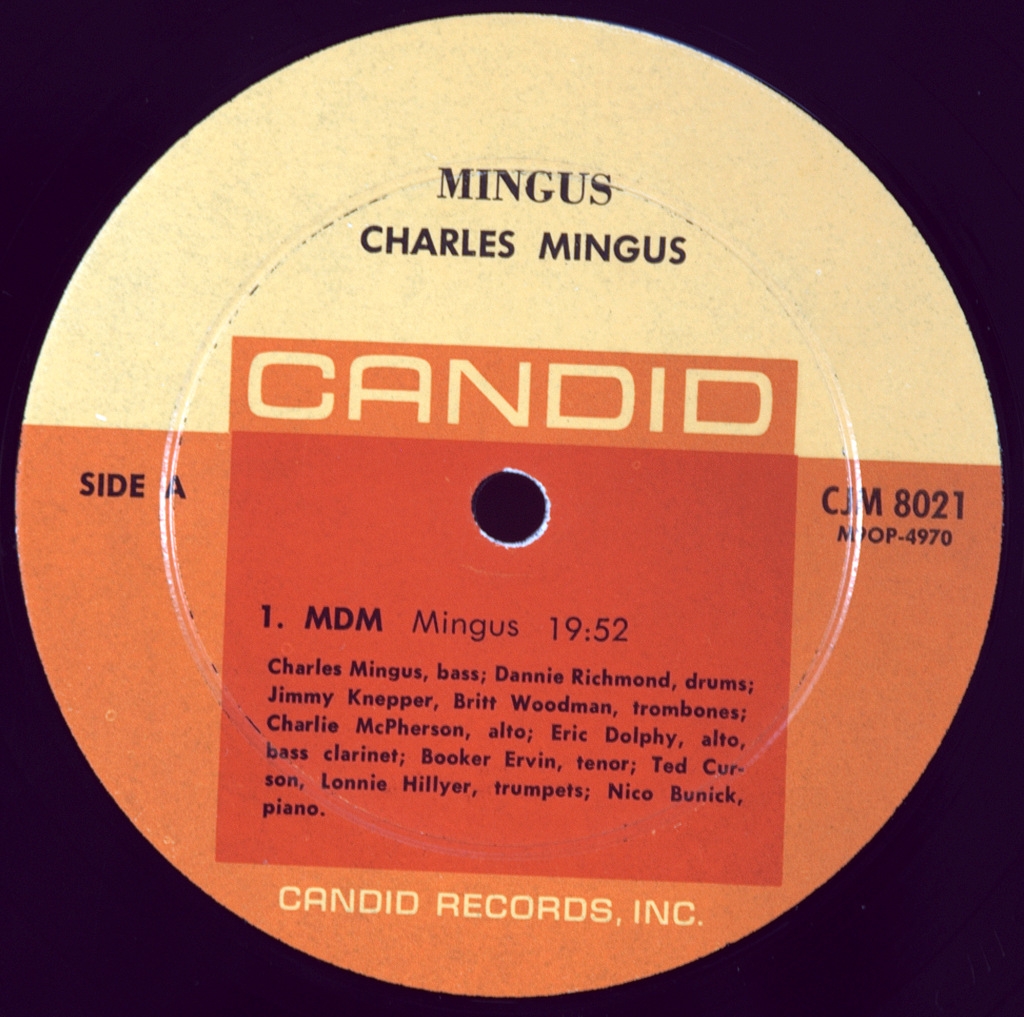 MINGUS
CHARLES MINGUS
CANDID
SIDE A
CJM 8021
M9OP-4970
1. MDM Mingus 19:52
Charles Mingus, bass; Dannie Richmond, drums;
Jimmy Knepper, Britt Woodman, trombones;
Charlie McPherson, alto; Eric Dolphy, alto,
bass clarinet; Booker Ervin, tenor; Ted Cur-
son, Lonnie Hillyer, trumpets; Nico Bunick,
piano.
CANDID RECORDS, INC.